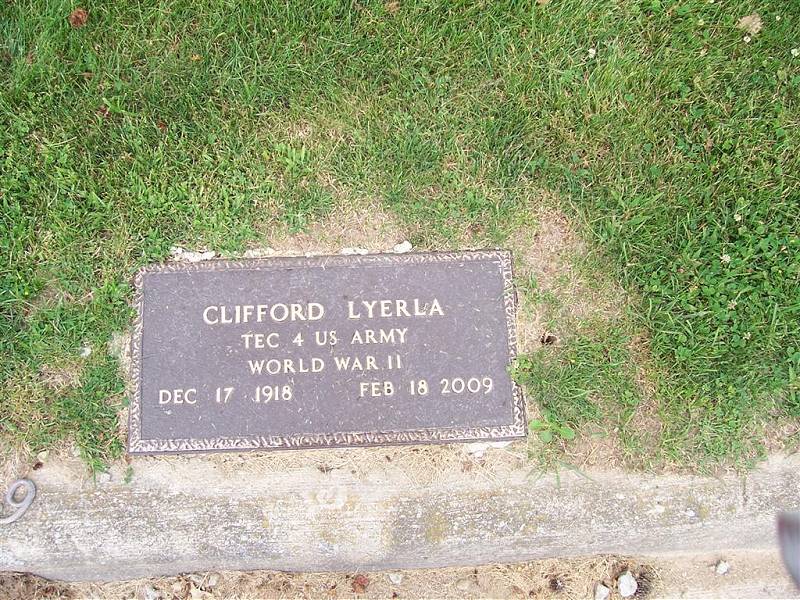 CLIFFORD LYERLA
TEC 4 US ARMY
WORLD WAR II
DEC 17 1918 FEB 18 2009